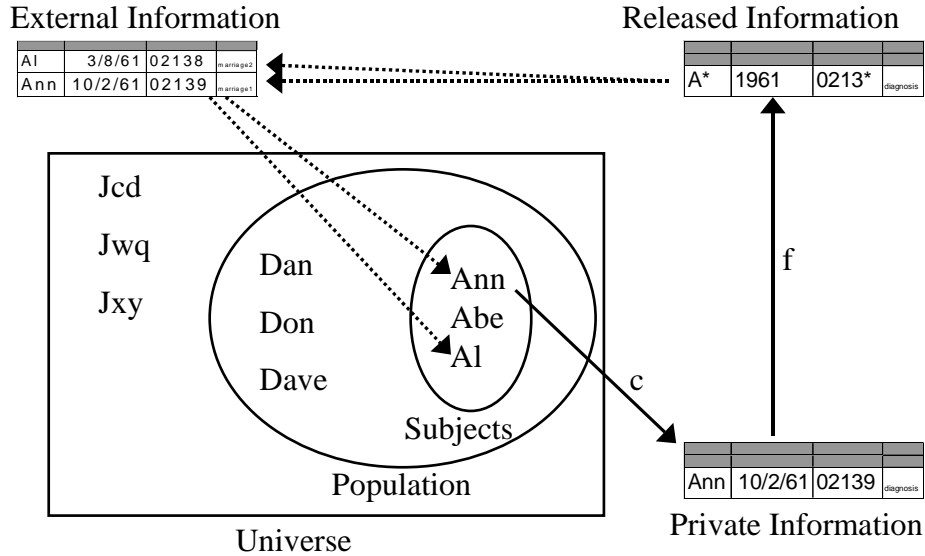 External Information
Released Information
Al 3/8/61 02138 marriage2
Ann 10/2/61 02139 marriage1
A* 1961 0213* diagnosis
Jcd
Jwq
Jxy
Dan
Don
Dave
Ann
Abe
Al
f
c
Subjects
Population
Universe
Ann 10/2/61 02139 diagnosis
Private Information